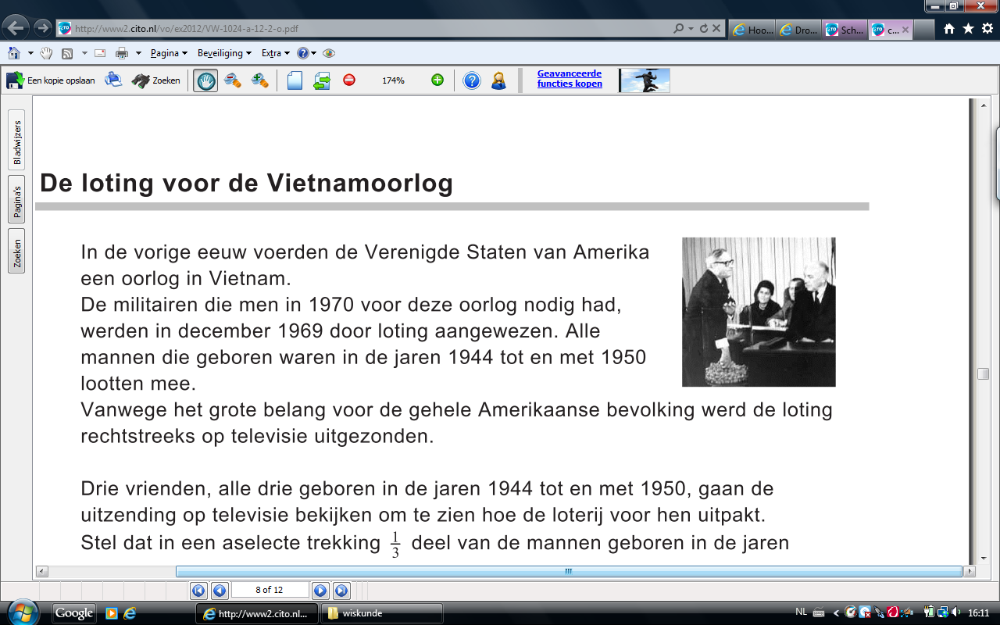 http://www2.cito.nl/vo/ex2012/VW-1024-a-12-2-o.pdf
Hoo...
Dro...
Sch...
c...
Pagina
Beveiliging
Extra
Een kopie opslaan
Zoeken
174%
Geavanceerde
functies kopen
Bladwijzers
Pagina's
Zoeken
De loting voor de Vietnamoorlog
In de vorige eeuw voerden de Verenigde Staten van Amerika
een oorlog in Vietnam.
De militairen die men in 1970 voor deze oorlog nodig had,
werden in december 1969 door loting aangewezen. Alle
mannen die geboren waren in de jaren 1944 tot en met 1950
lootten mee.
Vanwege het grote belang voor de gehele Amerikaanse bevolking werd de loting
rechtstreeks op televisie uitgezonden.
Drie vrienden, alle drie geboren in de jaren 1944 tot en met 1950, gaan de
uitzending op televisie bekijken om te zien hoe de loterij voor hen uitpakt.
Stel dat in een aselecte trekking 1/3 deel van de mannen geboren in de jaren
8 of 12
Google
http://www2.cito.nl...
wiskunde
NL
16:11